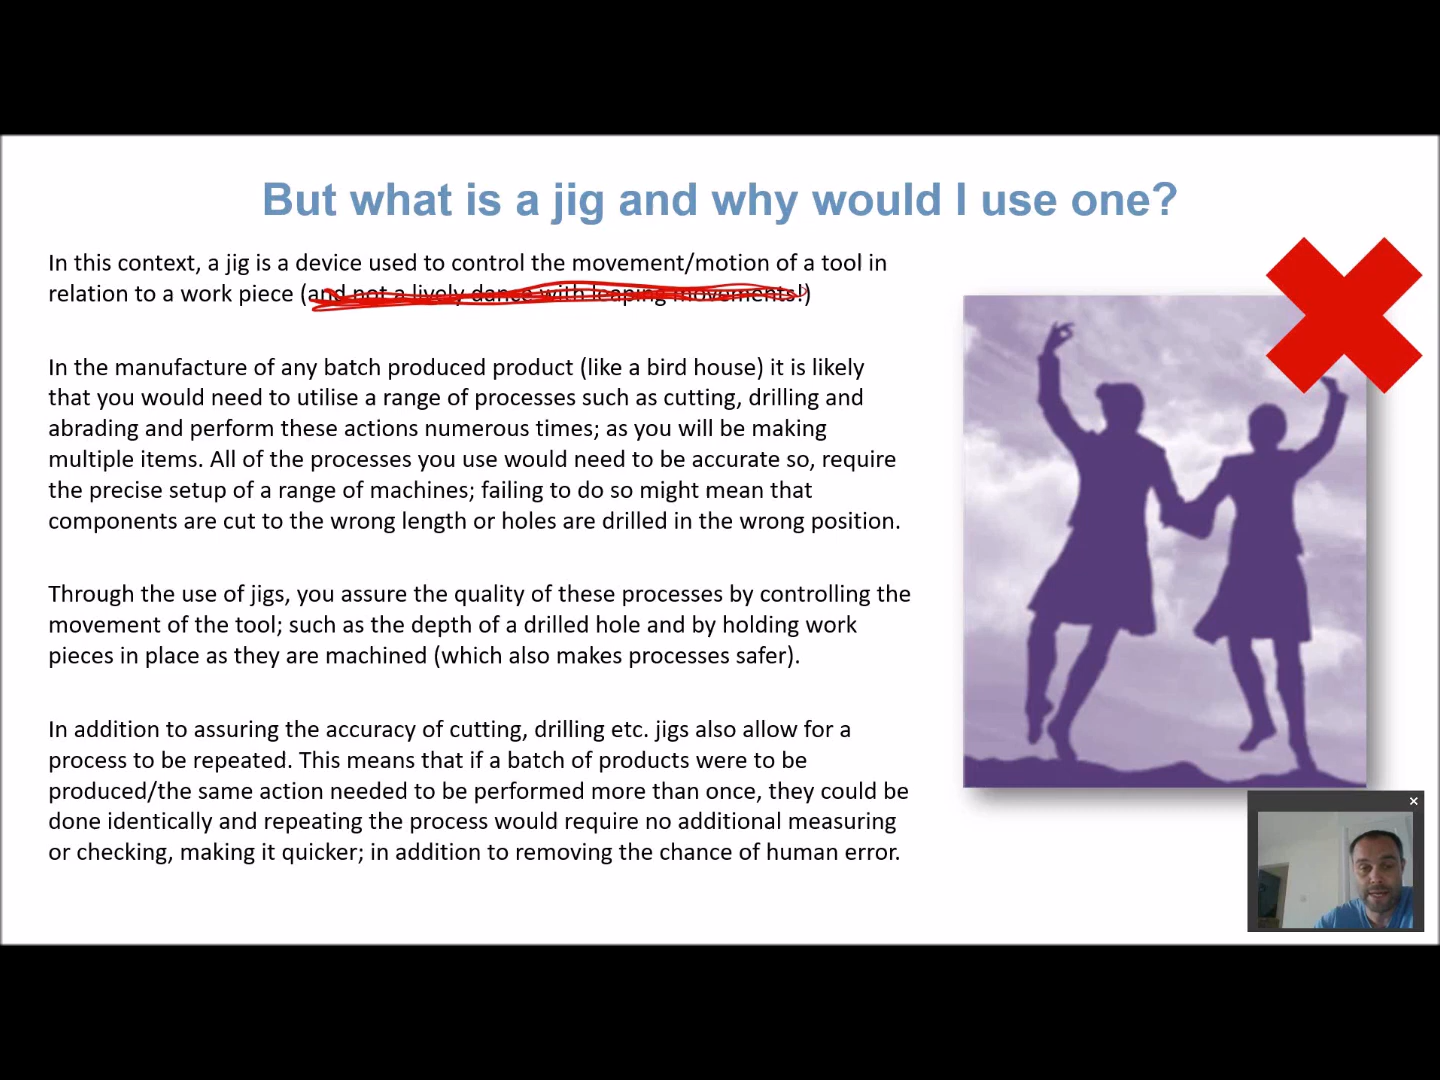 But what is a jig and why would I use one?
In this context, a jig is a device used to control the movement/motion of a tool in
relation to a work piece (and not a lively dance with leaping movements!)
In the manufacture of any batch produced product (like a bird house) it is likely
that you would need to utilise a range of processes such as cutting, drilling and
abrading and perform these actions numerous times; as you will be making
multiple items. All of the processes you use would need to be accurate so, require
the precise setup of a range of machines; failing to do so might mean that
components are cut to the wrong length or holes are drilled in the wrong position.
Through the use of jigs, you assure the quality of these processes by controlling the
movement of the tool; such as the depth of a drilled hole and by holding work
pieces in place as they are machined (which also makes processes safer).
In addition to assuring the accuracy of cutting, drilling etc. jigs also allow for a
process to be repeated. This means that if a batch of products were to be
produced/the same action needed to be performed more than once, they could be
done identically and repeating the process would require no additional measuring
or checking, making it quicker; in addition to removing the chance of human error.